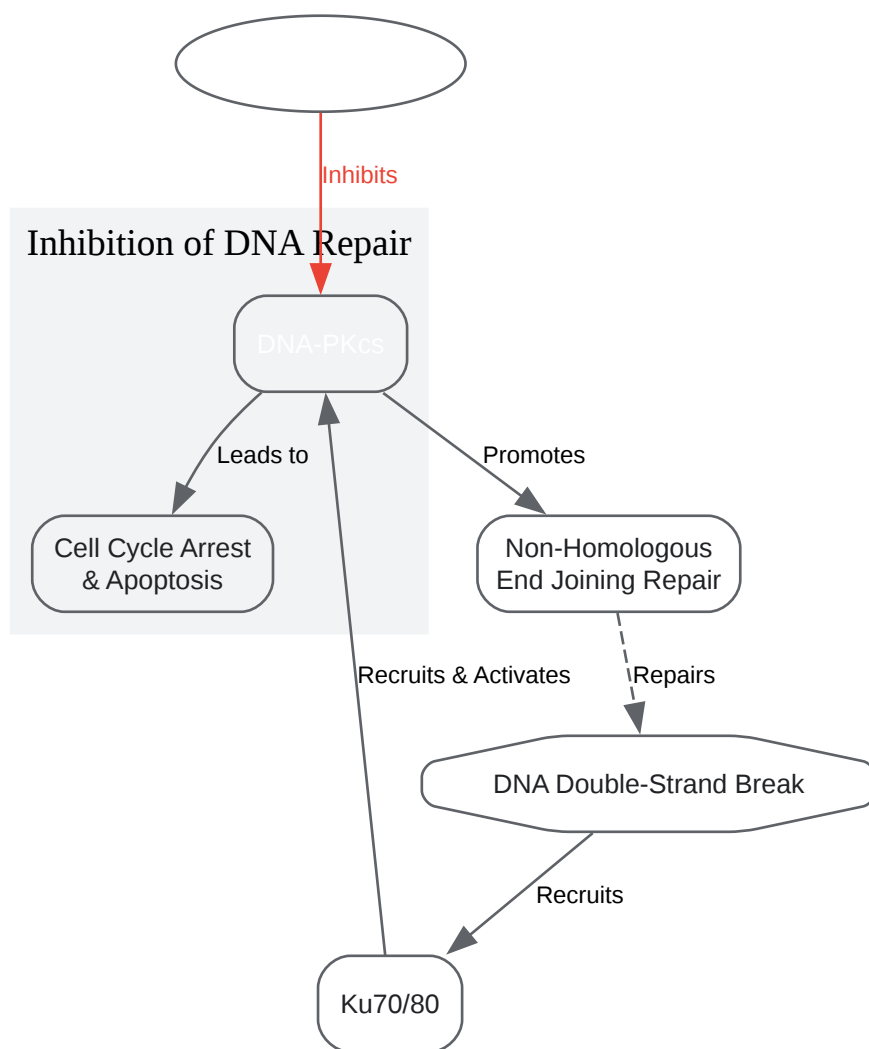 Inhibits
Inhibition of DNA Repair
DNA-PKcs
Leads to
Promotes
Cell Cycle Arrest
& Apoptosis
Non-Homologous
End Joining Repair
Recruits & Activates
Repairs
DNA Double-Strand Break
Recruits
Ku70/80